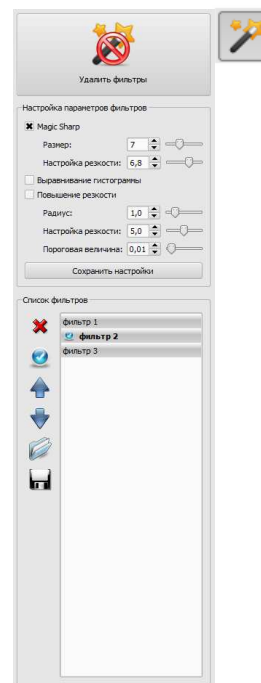 Удалить фильтры
Настройка параметров фильтров
Magic Sharp
Размер: 7
Настройка резкости: 6,8
Выравнивание гистограммы
Повышение резкости
Радиус: 1,0
Настройка резкости: 5,0
Пороговая величина: 0,01
Сохранить настройки
Список фильтров
фильтр 1
фильтр 2
фильтр 3